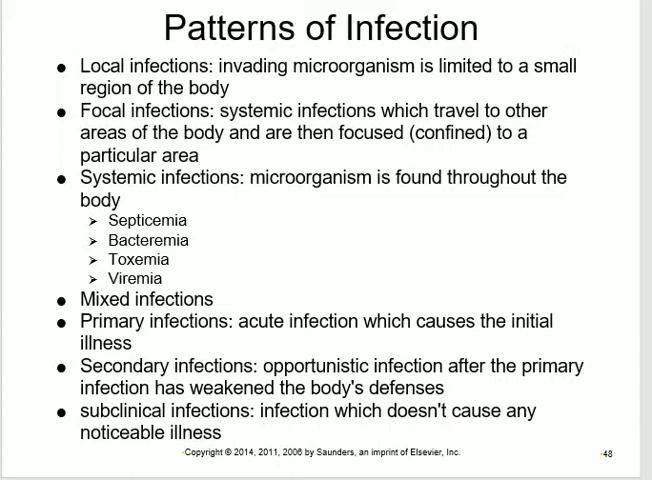 Patterns of Infection
● Local infections: invading microorganism is limited to a small
region of the body
● Focal infections: systemic infections which travel to other
areas of the body and are then focused (confined) to a
particular area
● Systemic infections: microorganism is found throughout the
body
➢ Septicemia
➢ Bacteremia
➢ Toxemia
➢ Viremia
● Mixed infections
● Primary infections: acute infection which causes the initial
illness
● Secondary infections: opportunistic infection after the primary
infection has weakened the body's defenses
● subclinical infections: infection which doesn't cause any
noticeable illness
Copyright © 2014, 2011, 2006 by Saunders, an imprint of Elsevier, Inc.
48